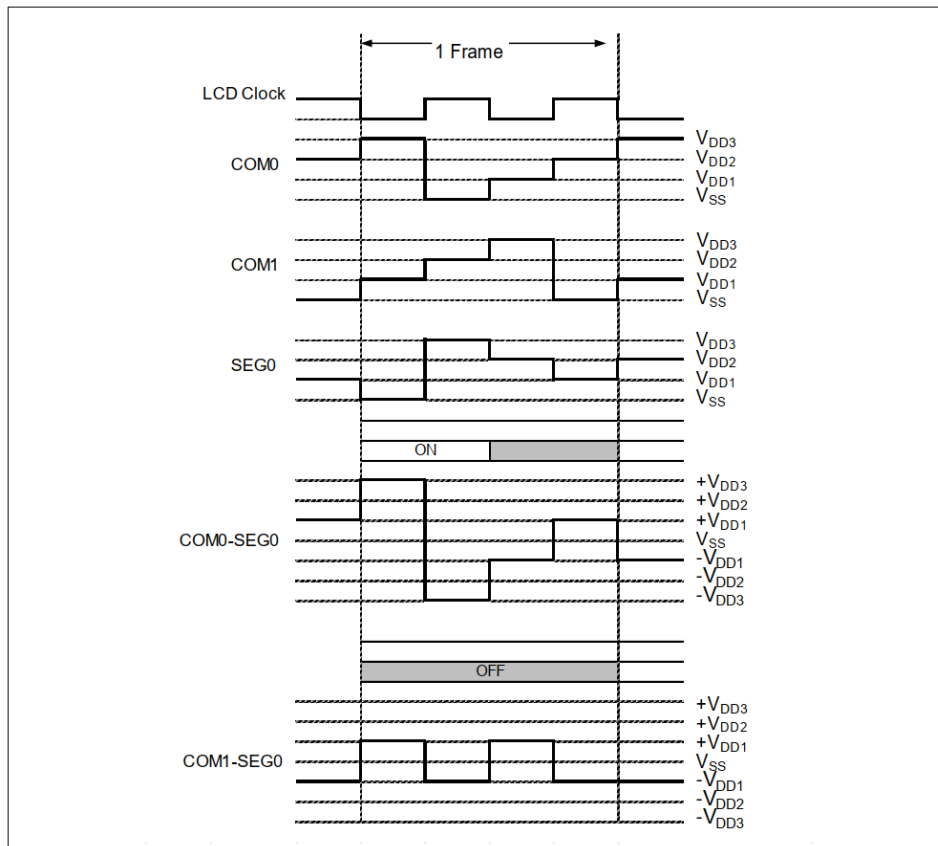 1 Frame
LCD Clock
COM0
VDD3
VDD2
VDD1
VSS
COM1
VDD3
VDD2
VDD1
VSS
SEG0
VDD3
VDD2
VDD1
VSS
ON
COM0-SEG0
+VDD3
+VDD2
+VDD1
VSS
-VDD1
-VDD2
-VDD3
OFF
COM1-SEG0
+VDD3
+VDD2
+VDD1
VSS
-VDD1
-VDD2
-VDD3